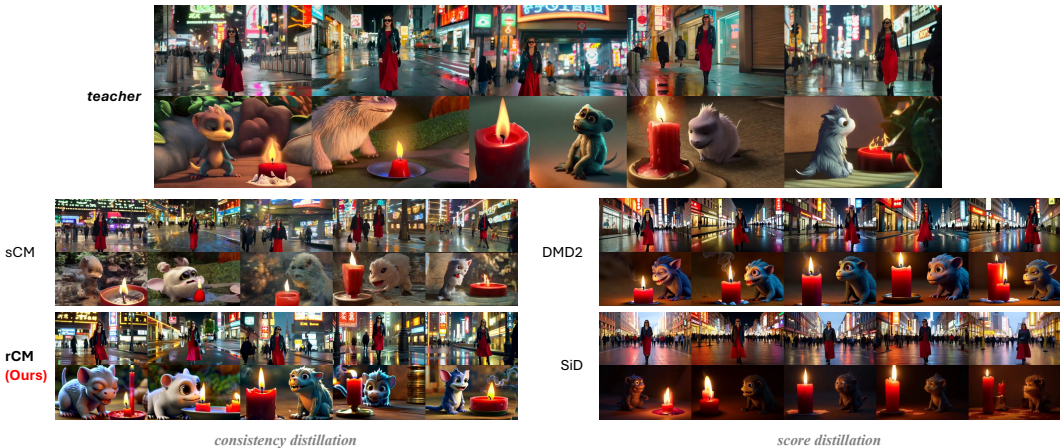 teacher
sCM
DMD2
rCM
(Ours)
SiD
consistency distillation
score distillation